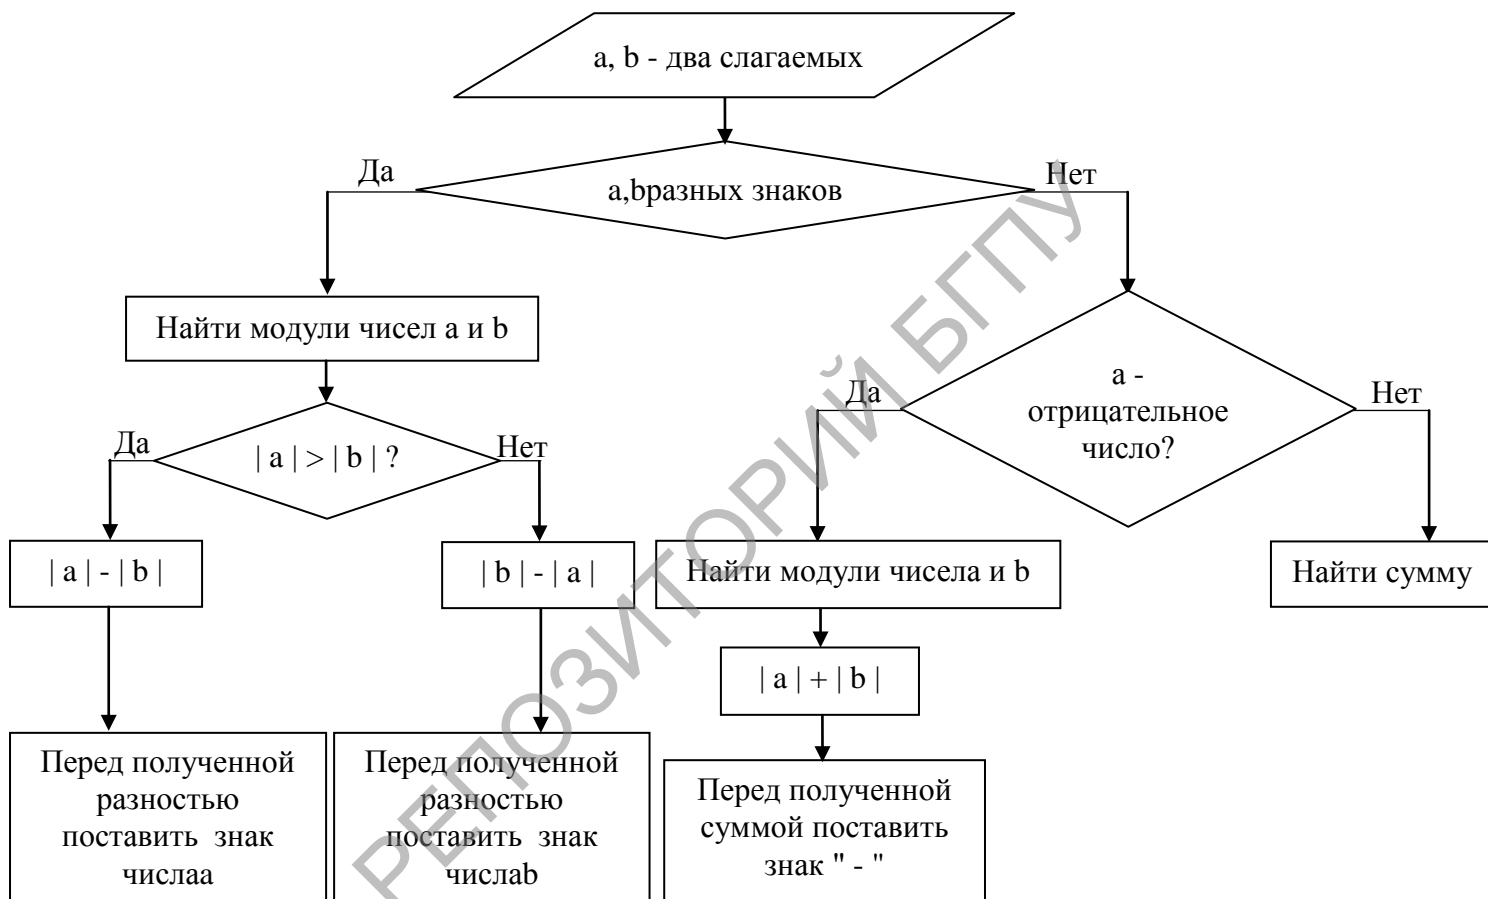 a, b - два слагаемых
Да
a,bразных знаков
Нет
Найти модули чисел a и b
a -
отрицательное
число?
Да
Нет
Да
| a | > | b | ?
Нет
| a | - | b |
| b | - | a |
Найти модули чисела и b
Найти сумму
| a | + | b |
Перед полученной
разностью
поставить знак
числаа
Перед полученной
разностью
поставить знак
числаb
Перед полученной
суммой поставить
знак " - "
РЕПОЗИТОРИЙ БГПУ